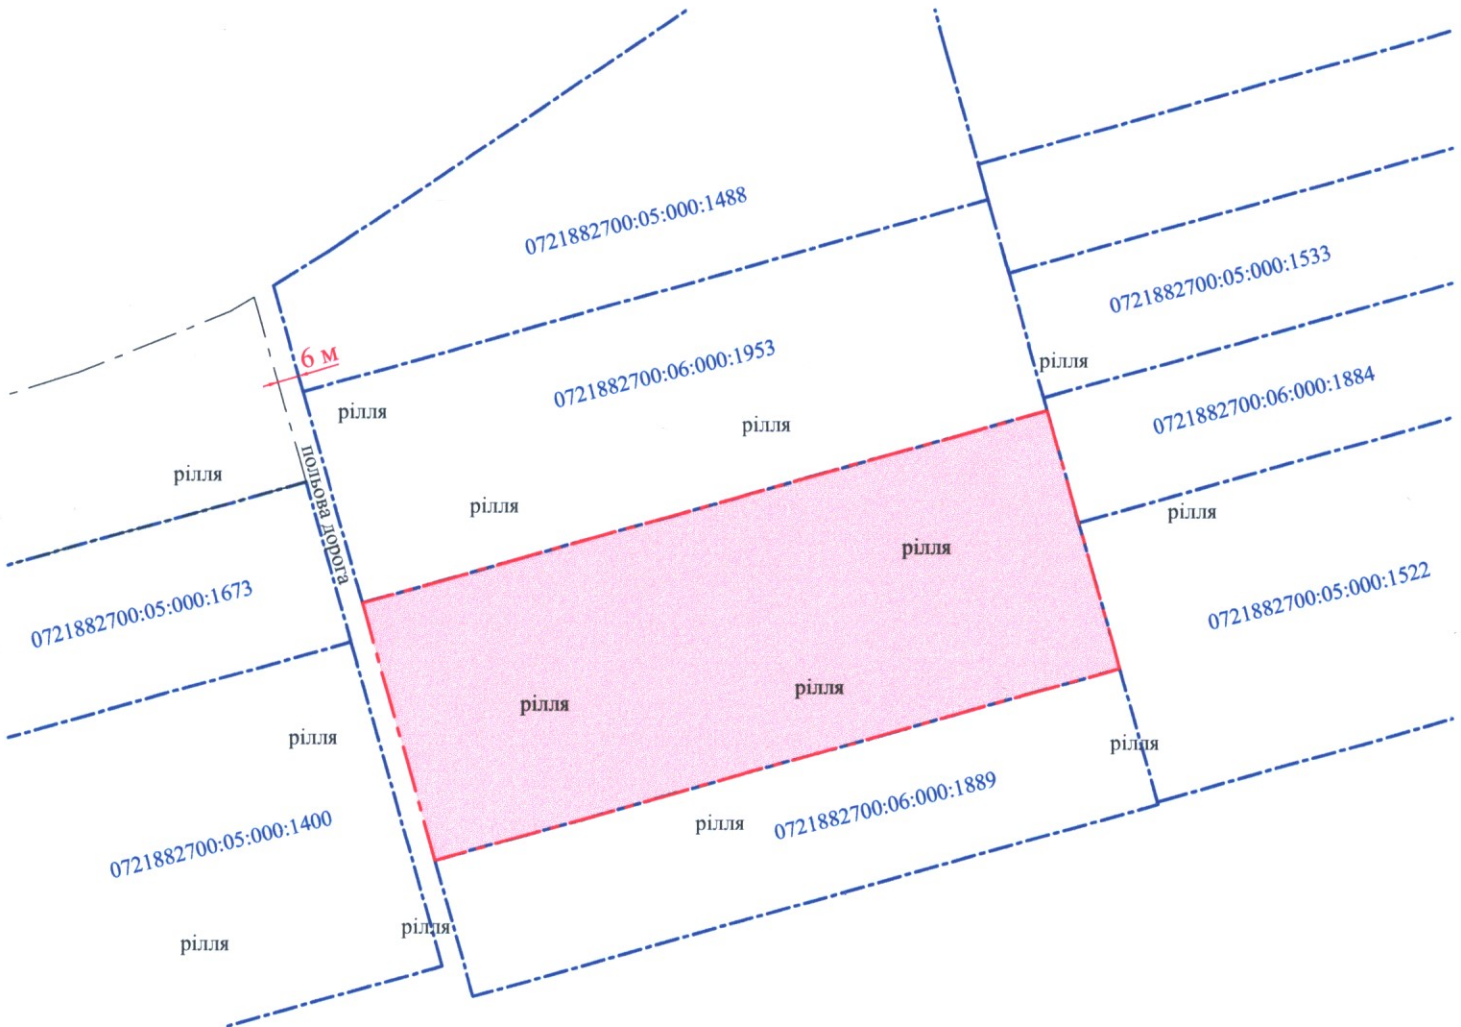 0721882700:05:000:1488
0721882700:05:000:1533
6 м
0721882700:06:000:1953
рілля
0721882700:06:000:1884
рілля
рілля
рілля
рілля
рілля
польова дорога
рілля
0721882700:05:000:1673
0721882700:05:000:1522
рілля
рілля
рілля
рілля
0721882700:05:000:1400
рілля
0721882700:06:000:1889
рілля
рілля